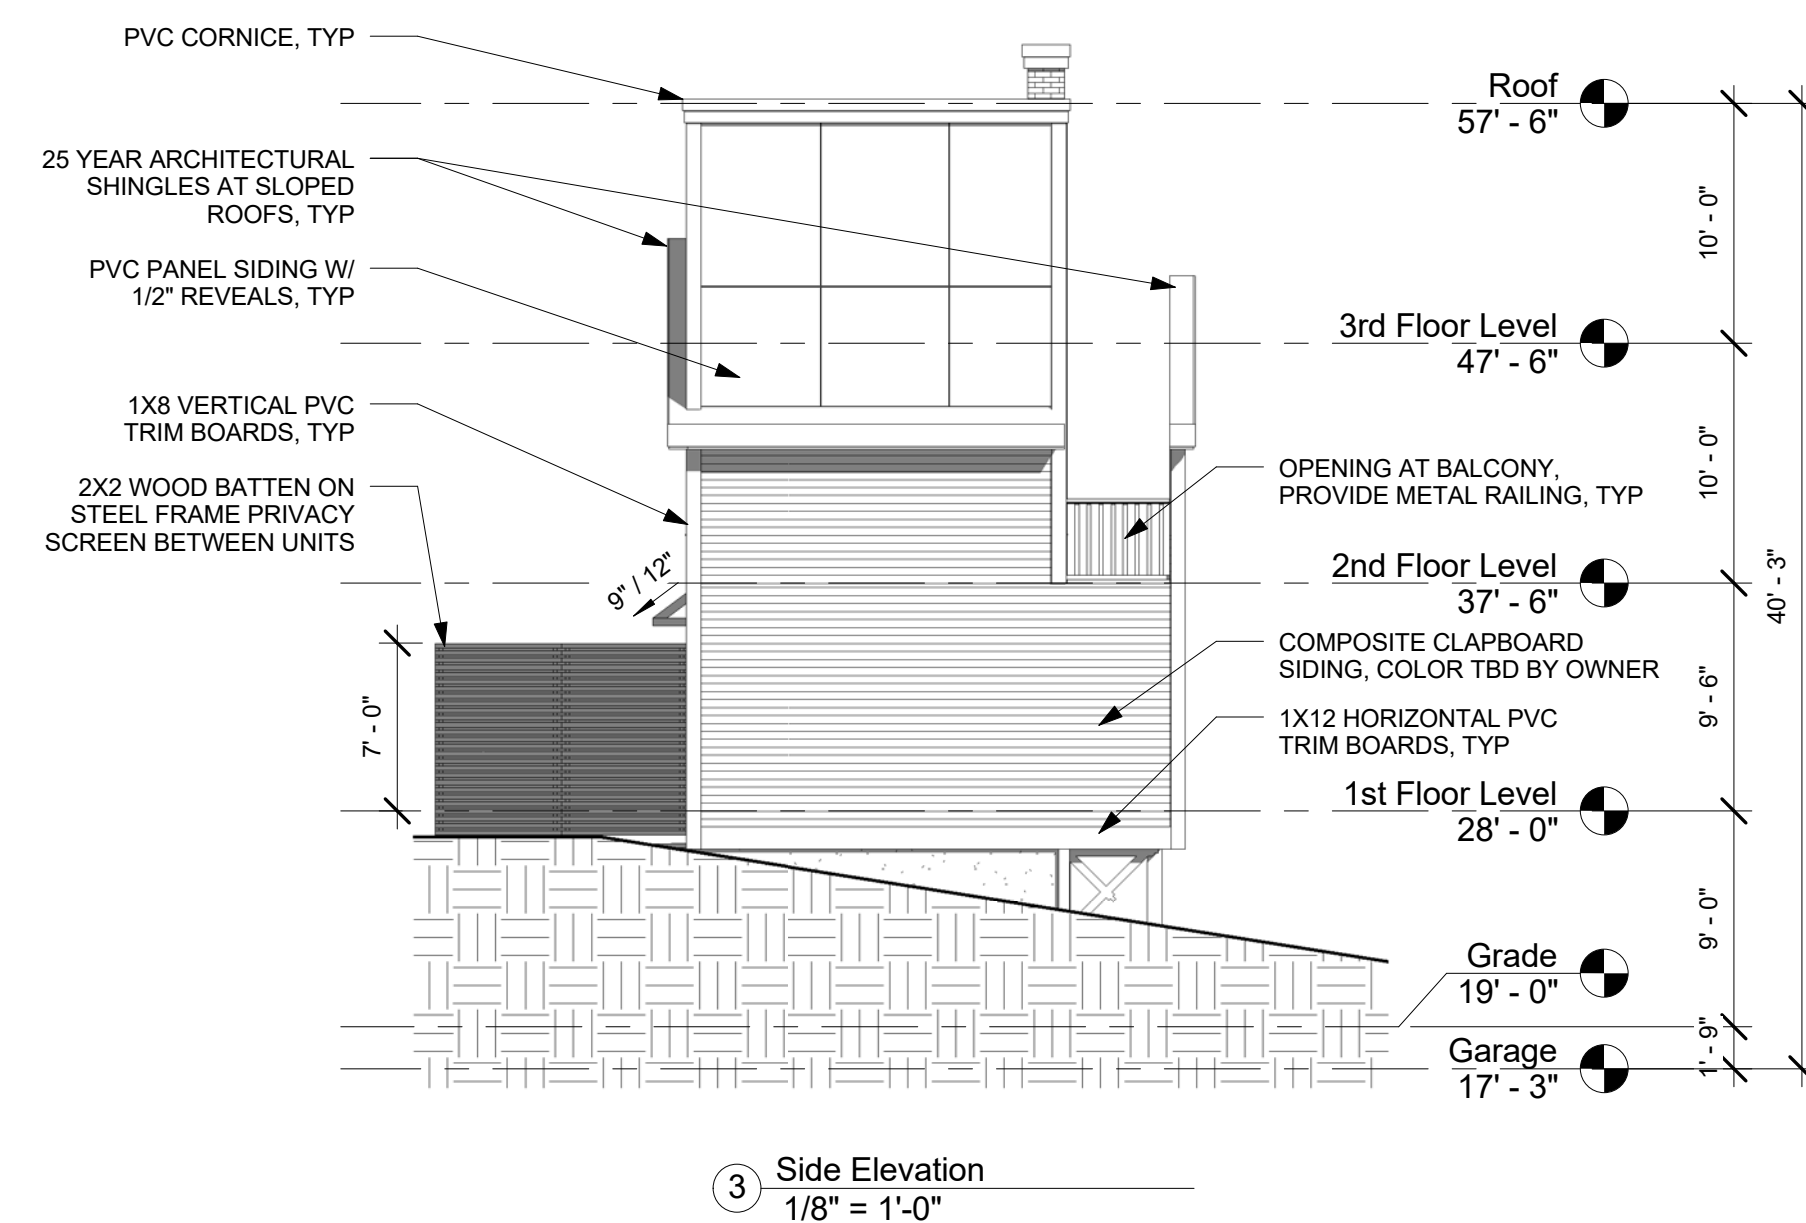 PVC CORNICE, TYP
25 YEAR ARCHITECTURAL
SHINGLES AT SLOPED
ROOFS, TYP
PVC PANEL SIDING W/
1/2" REVEALS, TYP
1X8 VERTICAL PVC
TRIM BOARDS, TYP
2X2 WOOD BATTEN ON
STEEL FRAME PRIVACY
SCREEN BETWEEN UNITS
9" / 12"
7' - 0"
OPENING AT BALCONY,
PROVIDE METAL RAILING, TYP
COMPOSITE CLAPBOARD
SIDING, COLOR TBD BY OWNER
1X12 HORIZONTAL PVC
TRIM BOARDS, TYP
Roof
57' - 6"
3rd Floor Level
47' - 6"
2nd Floor Level
37' - 6"
1st Floor Level
28' - 0"
Grade
19' - 0"
Garage
17' - 3"
10' - 0"
10' - 0"
9' - 6"
9' - 0"
1' - 9"
40' - 3"
3
Side Elevation
1/8" = 1'-0"